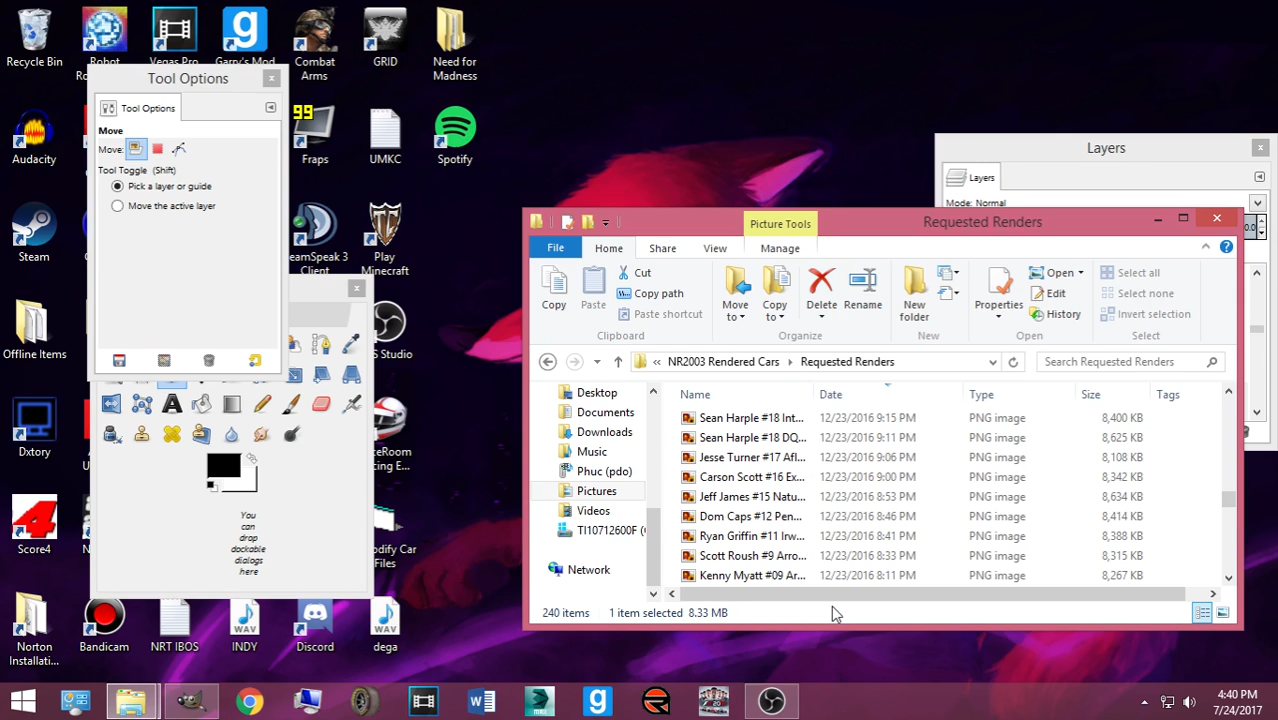 Recycle Bin
Vegas Pro
Garry's Mod
Combat
Arms
GRID
Need for
Madness
Tool Options
Tool Options
Move
Move:
Tool Toggle (Shift)
Pick a layer or guide
Move the active layer
Audacity
99
Fraps
UMKC
Spotify
Steam
TeamSpeak 3
Client
Play
Minecraft
Offline Items
Studio
Dxtory
Score4
Files
You
can
drop
dockable
dialogs
here
Norton
Installati...
Bandicam
NRT IBOS
INDY
Discord
dega
Layers
Layers
Mode: Normal
Picture Tools
Requested Renders
File
Home
Share
View
Manage
Copy
Paste
Cut
Copy path
Paste shortcut
Clipboard
Move
to
Copy
to
Delete
Rename
Organize
New
folder
New
Properties
Open
Edit
History
Open
Select all
Select none
Invert selection
Select
« NR2003 Rendered Cars
Requested Renders
Search Requested Renders
Desktop
Documents
Downloads
Music
Phuc (pdo)
Pictures
Videos
TI10712600F (
Network
Name Date Type Size Tags
Sean Harple #18 Int... 12/23/2016 9:15 PM PNG image 8,400 KB
Sean Harple #18 DQ... 12/23/2016 9:11 PM PNG image 8,625 KB
Jesse Turner #17 Afl... 12/23/2016 9:06 PM PNG image 8,108 KB
Carson Scott #16 Ex... 12/23/2016 9:00 PM PNG image 8,342 KB
Jeff James #15 Natu... 12/23/2016 8:53 PM PNG image 8,634 KB
Dom Caps #12 Pen... 12/23/2016 8:46 PM PNG image 8,414 KB
Ryan Griffin #11 Irw... 12/23/2016 8:41 PM PNG image 8,388 KB
Scott Roush #9 Arro... 12/23/2016 8:33 PM PNG image 8,315 KB
Kenny Myatt #09 Ar... 12/23/2016 8:11 PM PNG image 8,267 KB
240 items 1 item selected 8.33 MB
4:40 PM
7/24/2017